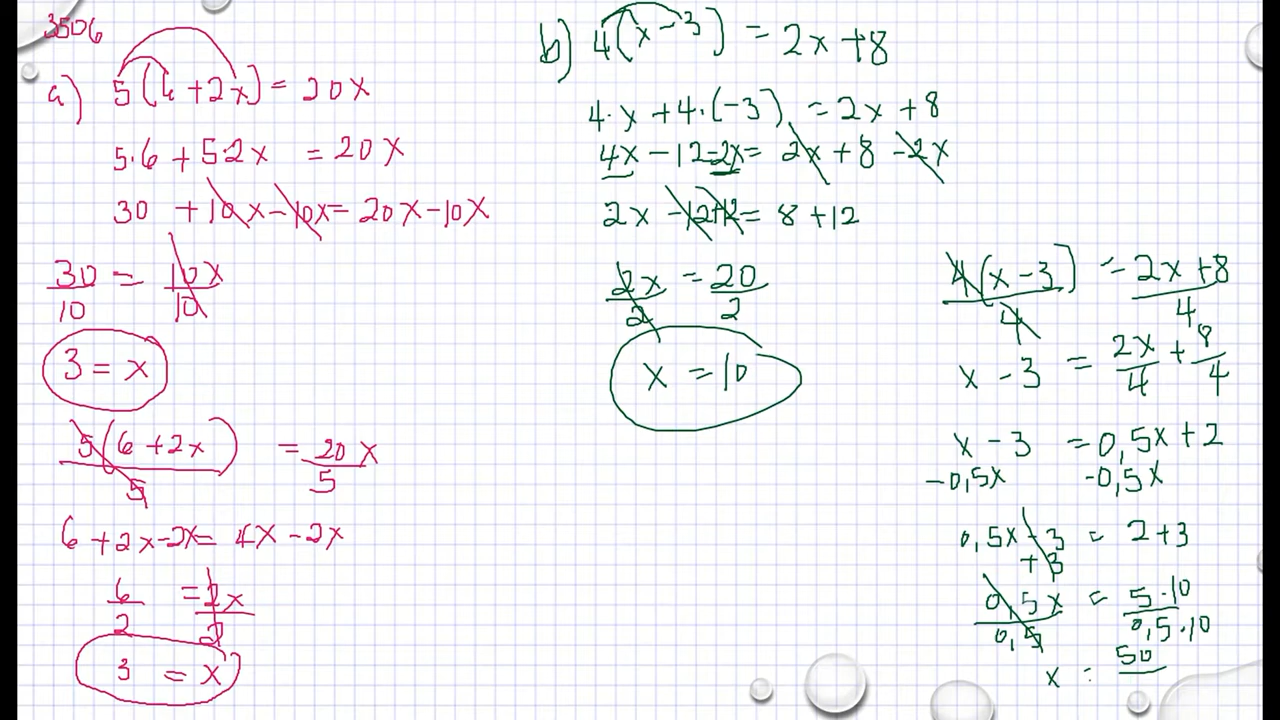 3506
a) 5(6+2x) = 20x
5·6 + 5·2x = 20x
30 + 10x - 10x = 20x - 10x
30/10 = 10x/10
3 = x
5(6+2x)/5 = 20x/5
6 + 2x - 2x = 4x - 2x
6/2 = 2x/2
3 = x
b) 4(x-3) = 2x+8
4·x + 4·(-3) = 2x + 8
4x - 12 - 2x = 2x + 8 - 2x
2x - 12 + 12 = 8 + 12
2x/2 = 20/2
x = 10
4(x-3)/4 = 2x+8/4
x - 3 = 2x/4 + 8/4
x - 3 = 0,5x + 2
-0,5x -0,5x
0,5x - 3 = 2+3
+3
0,5x/0,5 = 5·10/0,5·10
x = 50